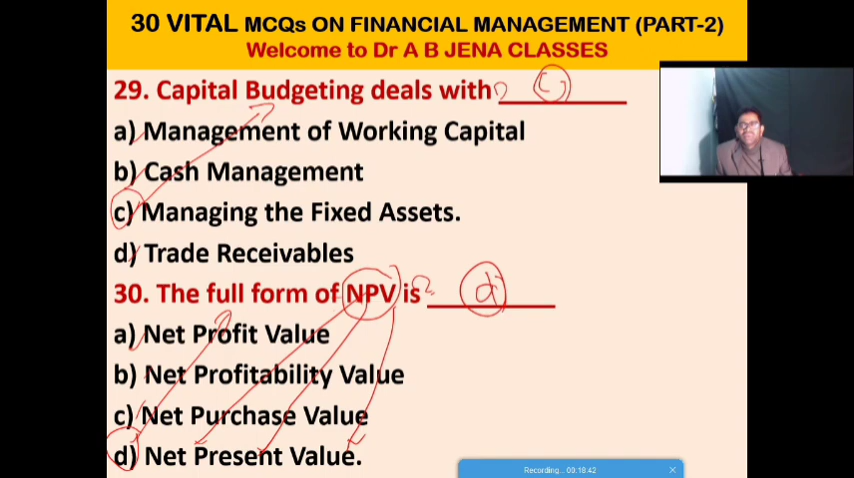 30 VITAL MCQs ON FINANCIAL MANAGEMENT (PART-2)
Welcome to Dr A B JENA CLASSES
29. Capital Budgeting deals with ? (c)
a) Management of Working Capital
b) Cash Management
c) Managing the Fixed Assets.
d) Trade Receivables
30. The full form of NPV is ? (d)
a) Net Profit Value
b) Net Profitability Value
c) Net Purchase Value
d) Net Present Value.
Recording... 00:18:42